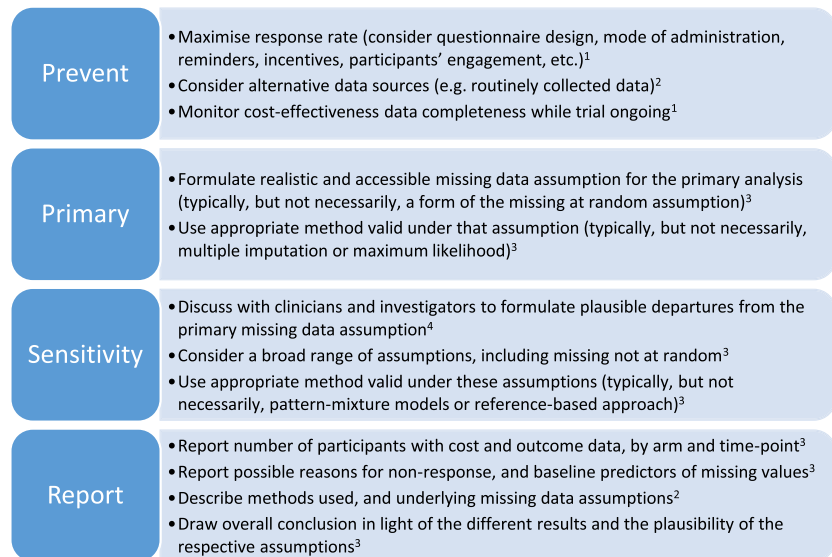 Prevent
•Maximise response rate (consider questionnaire design, mode of administration,
reminders, incentives, participants’ engagement, etc.)¹
•Consider alternative data sources (e.g. routinely collected data)²
•Monitor cost-effectiveness data completeness while trial ongoing¹
Primary
•Formulate realistic and accessible missing data assumption for the primary analysis
(typically, but not necessarily, a form of the missing at random assumption)³
•Use appropriate method valid under that assumption (typically, but not necessarily,
multiple imputation or maximum likelihood)³
Sensitivity
•Discuss with clinicians and investigators to formulate plausible departures from the
primary missing data assumption⁴
•Consider a broad range of assumptions, including missing not at random³
•Use appropriate method valid under these assumptions (typically, but not
necessarily, pattern-mixture models or reference-based approach)³
Report
•Report number of participants with cost and outcome data, by arm and time-point³
•Report possible reasons for non-response, and baseline predictors of missing values³
•Describe methods used, and underlying missing data assumptions²
•Draw overall conclusion in light of the different results and the plausibility of the
respective assumptions³